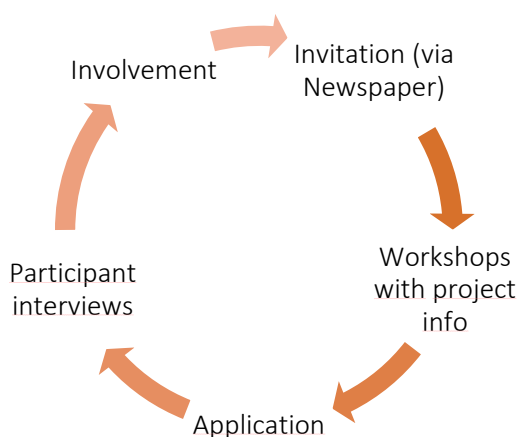 Involvement
Invitation (via
Newspaper)
Workshops
with project
info
Application
Participant
interviews